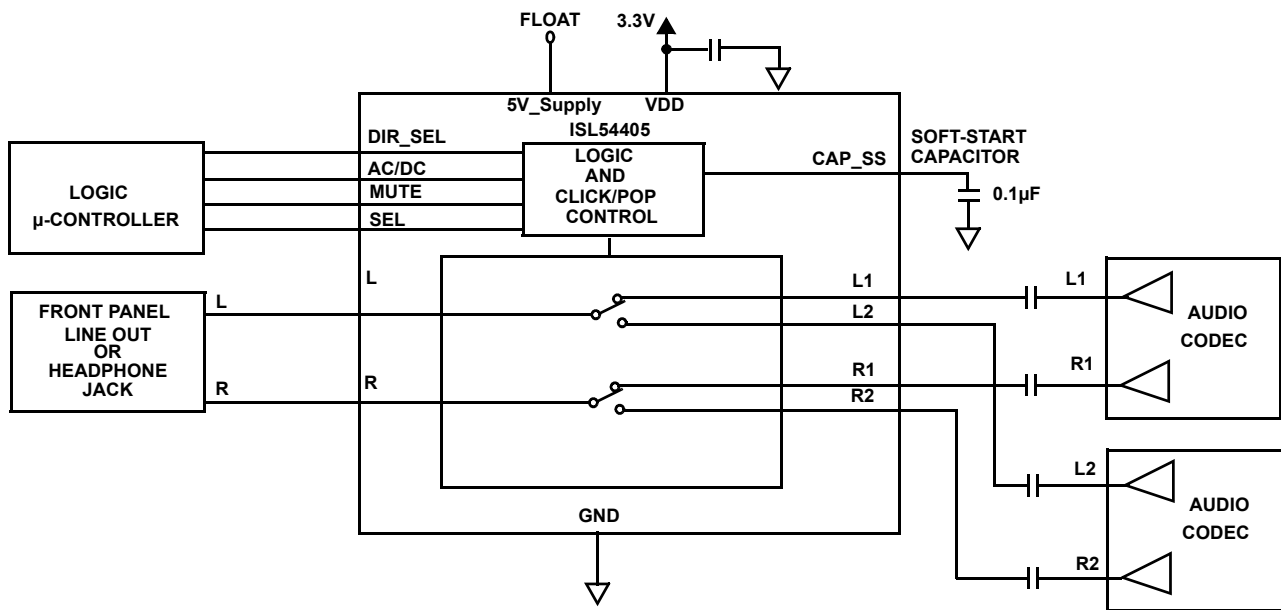 FLOAT
3.3V
5V_Supply
VDD
ISL54405
DIR_SEL
AC/DC
MUTE
SEL
LOGIC
AND
CLICK/POP
CONTROL
CAP_SS
SOFT-START
CAPACITOR
0.1µF
LOGIC
µ-CONTROLLER
FRONT PANEL
LINE OUT
OR
HEADPHONE
JACK
L
R
L
R
L1
L2
R1
R2
L1
R1
AUDIO
CODEC
L2
R2
AUDIO
CODEC
GND